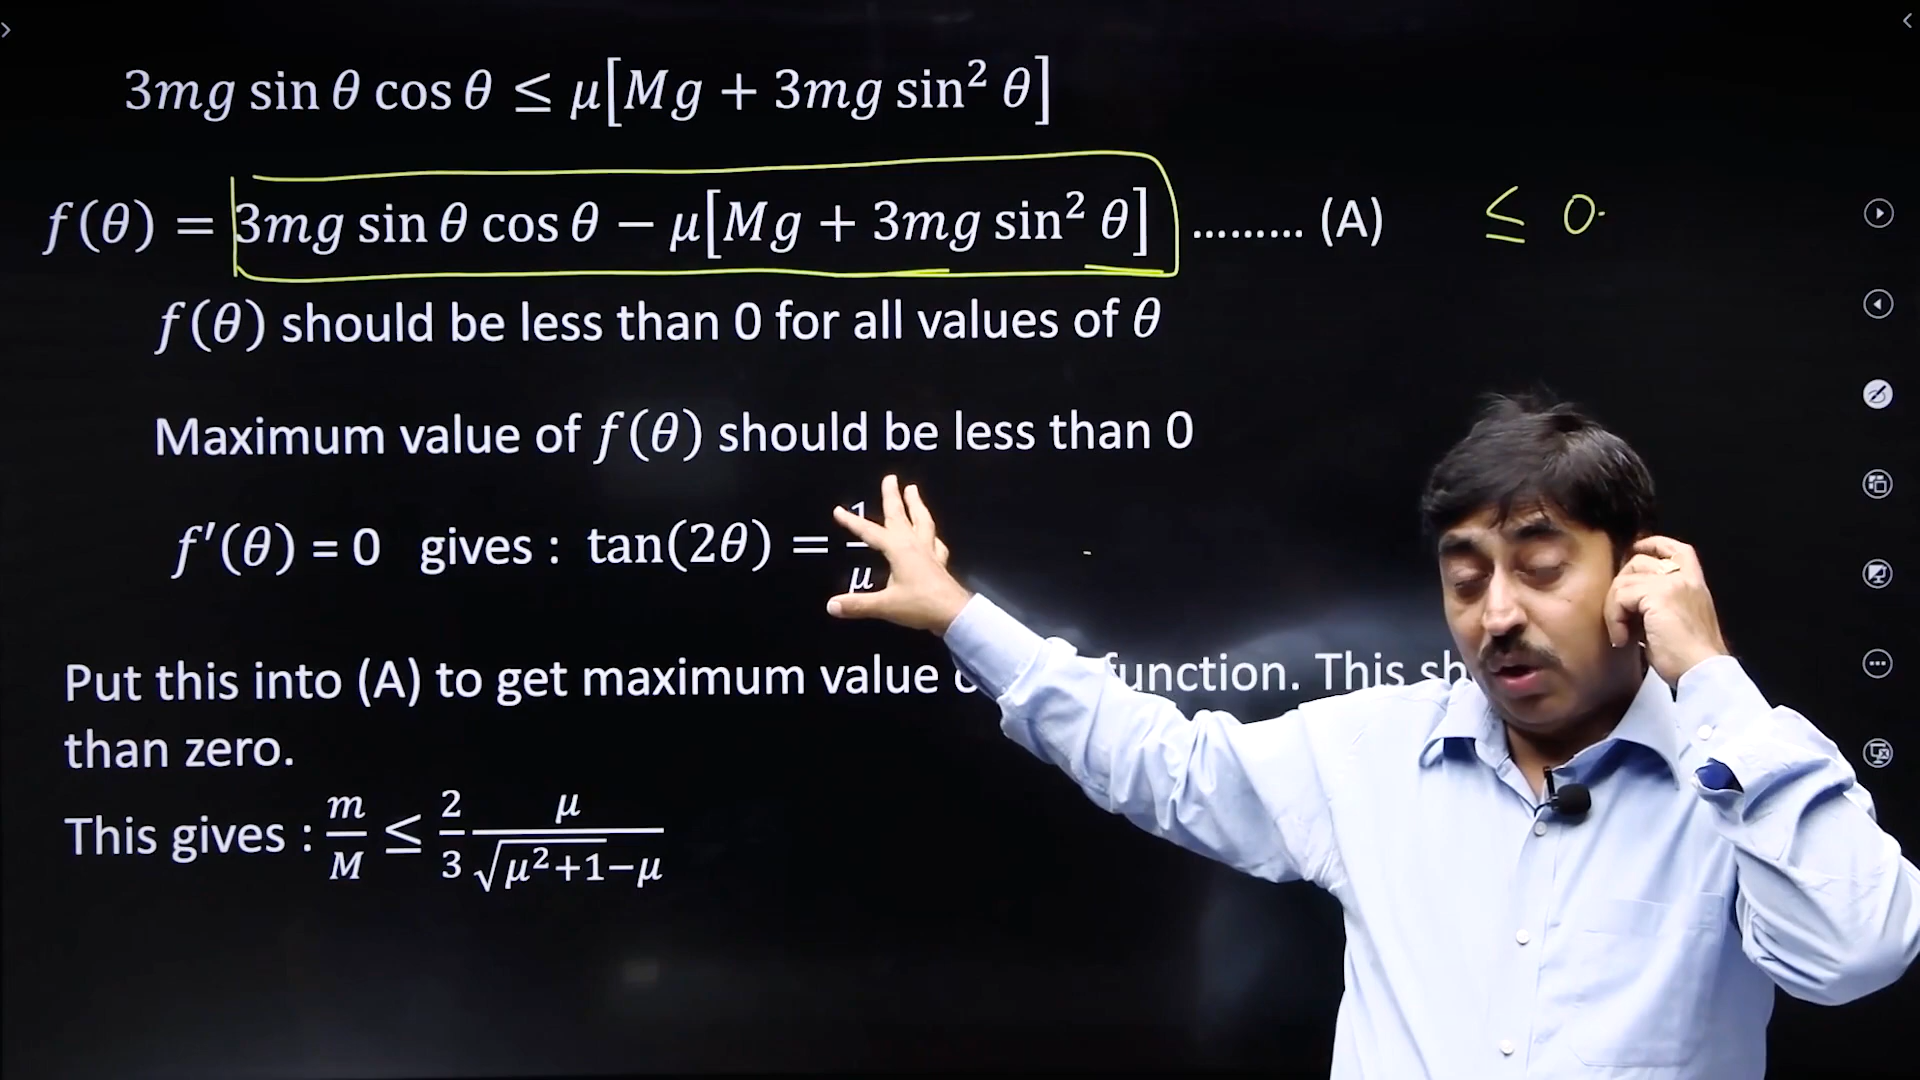 3mg sin θ cos θ ≤ μ[Mg + 3mg sin² θ]
f(θ) = 3mg sin θ cos θ − μ[Mg + 3mg sin² θ] ......... (A) ≤ 0.
f(θ) should be less than 0 for all values of θ
Maximum value of f(θ) should be less than 0
f′(θ) = 0 gives : tan(2θ) = 1/μ
Put this into (A) to get maximum value function. This
than zero.
This gives : m/M ≤ 2/3 μ/(√(μ²+1)−μ)